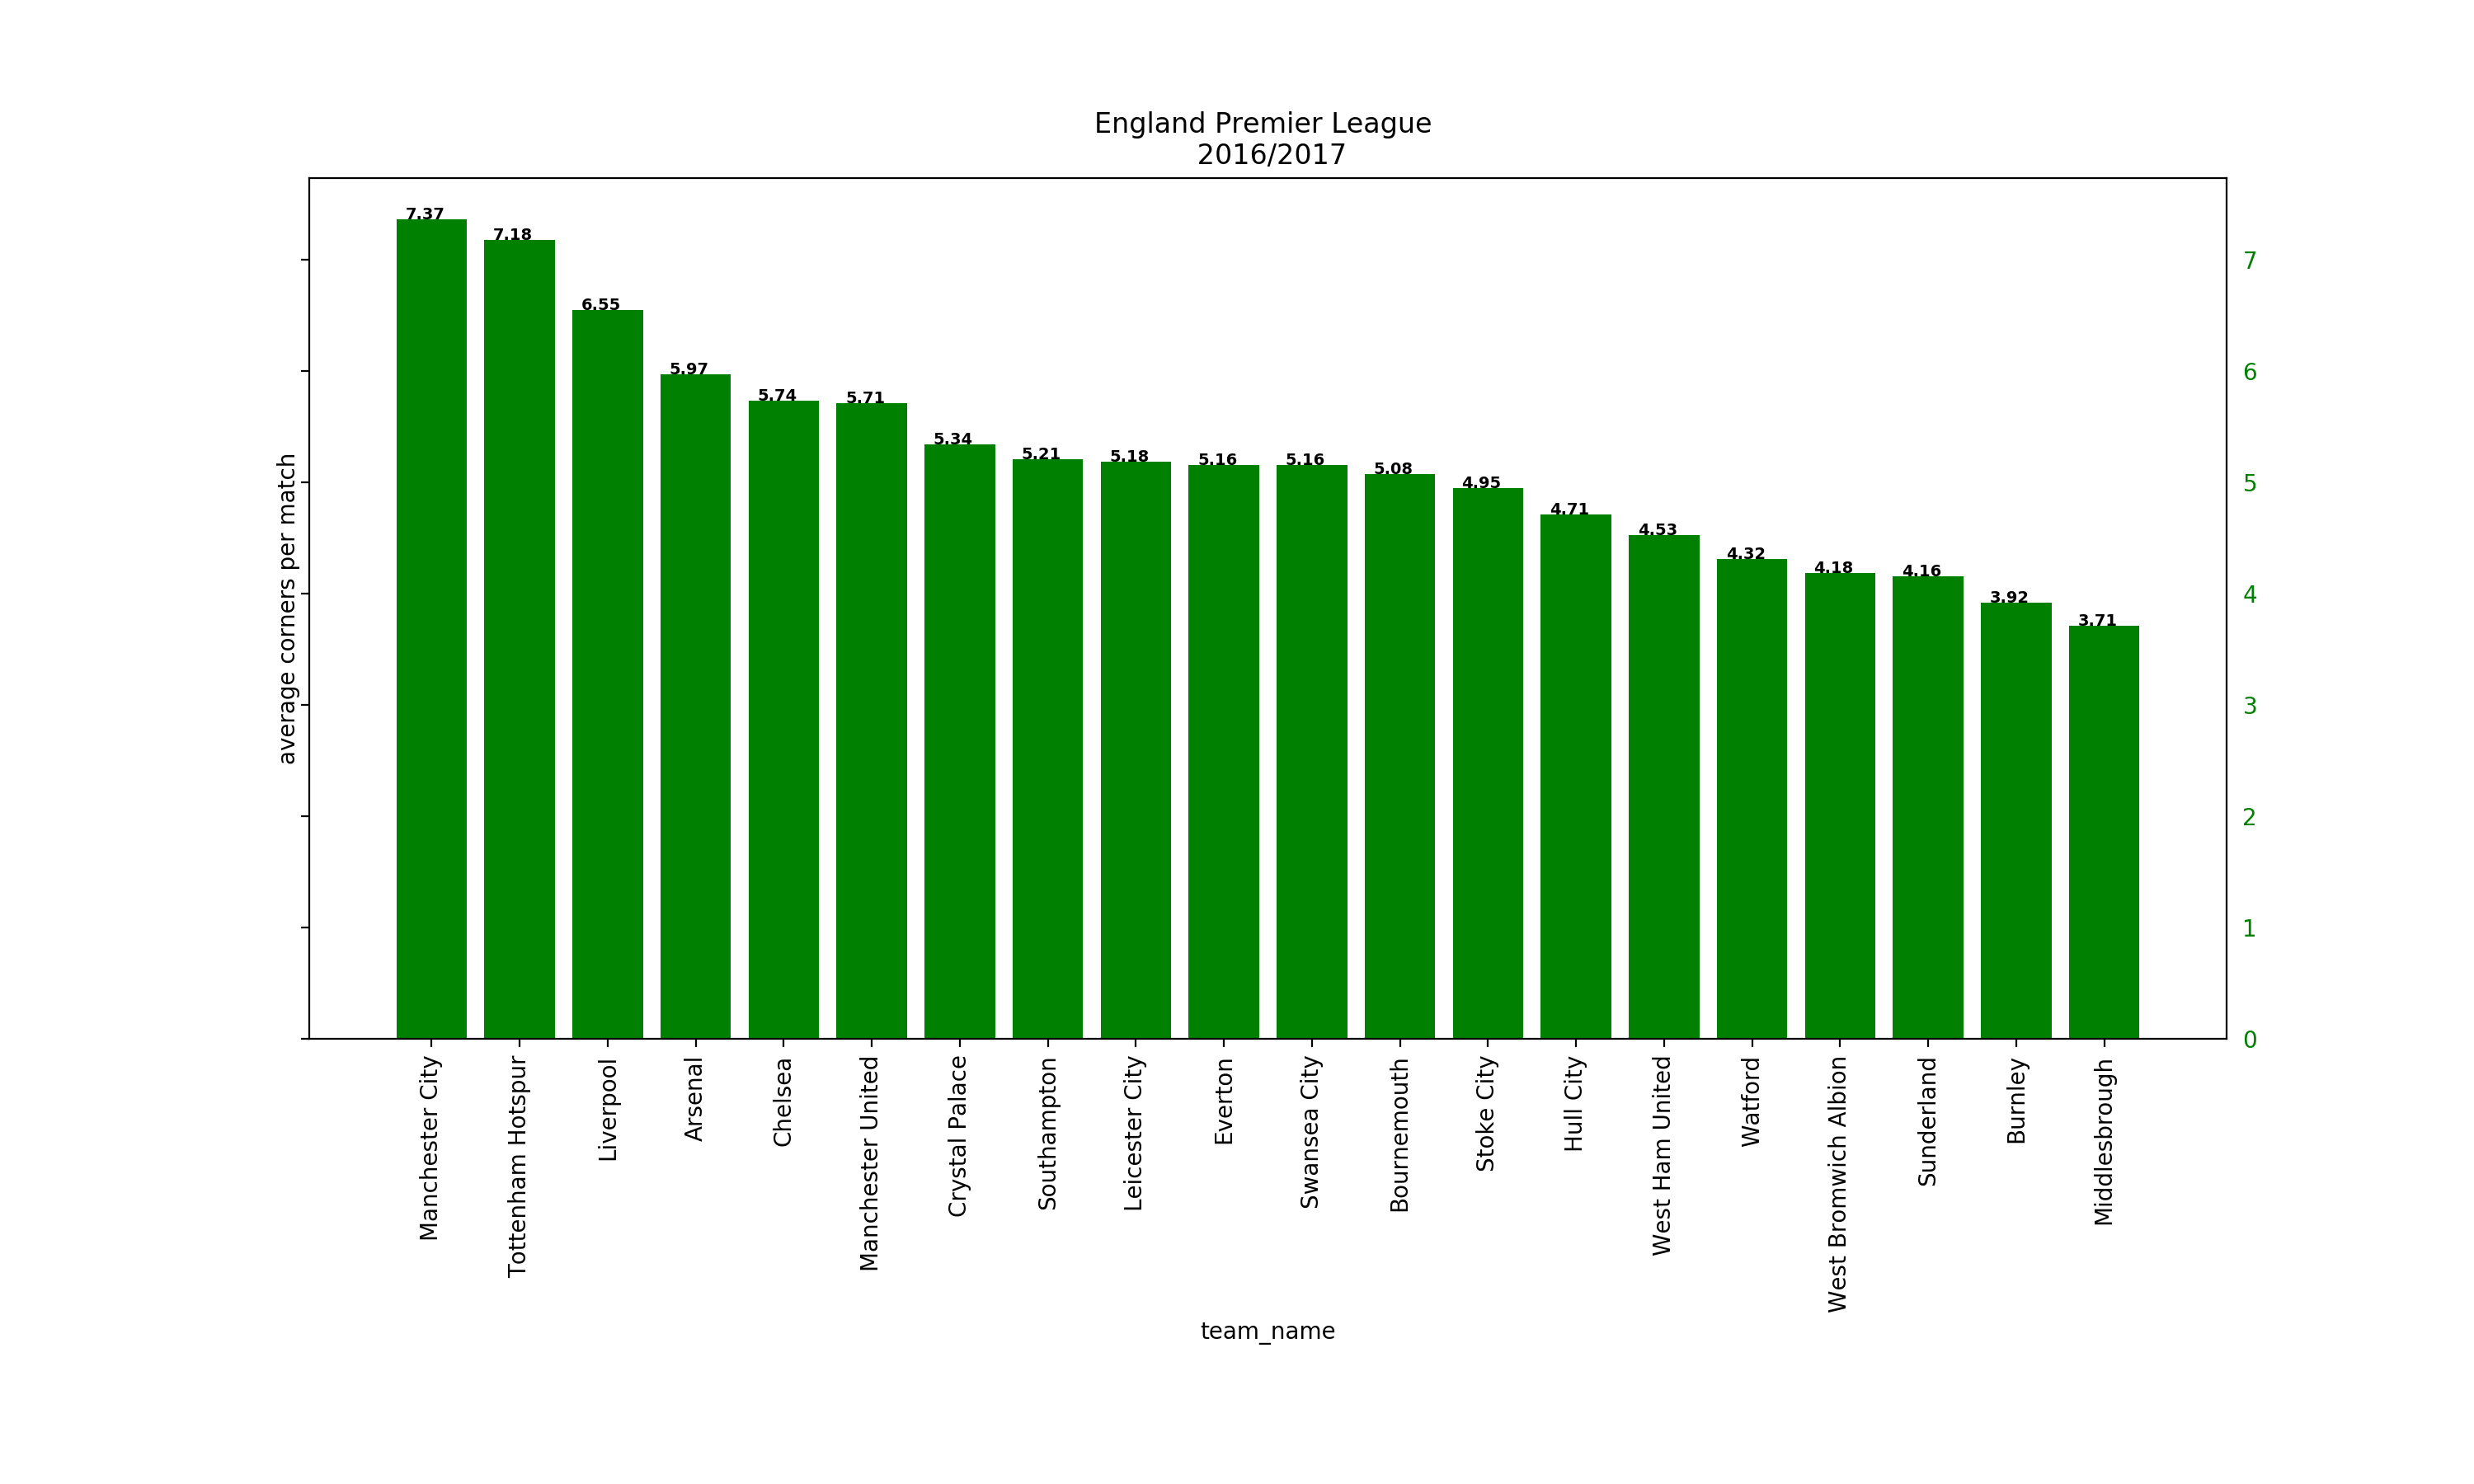 England Premier League
2016/2017
average corners per match
7.37
7.18
6.55
5.97
5.74
5.71
5.34
5.21
5.18
5.16
5.16
5.08
4.95
4.71
4.53
4.32
4.18
4.16
3.92
3.71
7
6
5
4
3
2
1
0
Manchester City
Tottenham Hotspur
Liverpool
Arsenal
Chelsea
Manchester United
Crystal Palace
Southampton
Leicester City
Everton
Swansea City
Bournemouth
Stoke City
Hull City
West Ham United
Watford
West Bromwich Albion
Sunderland
Burnley
Middlesbrough
team_name